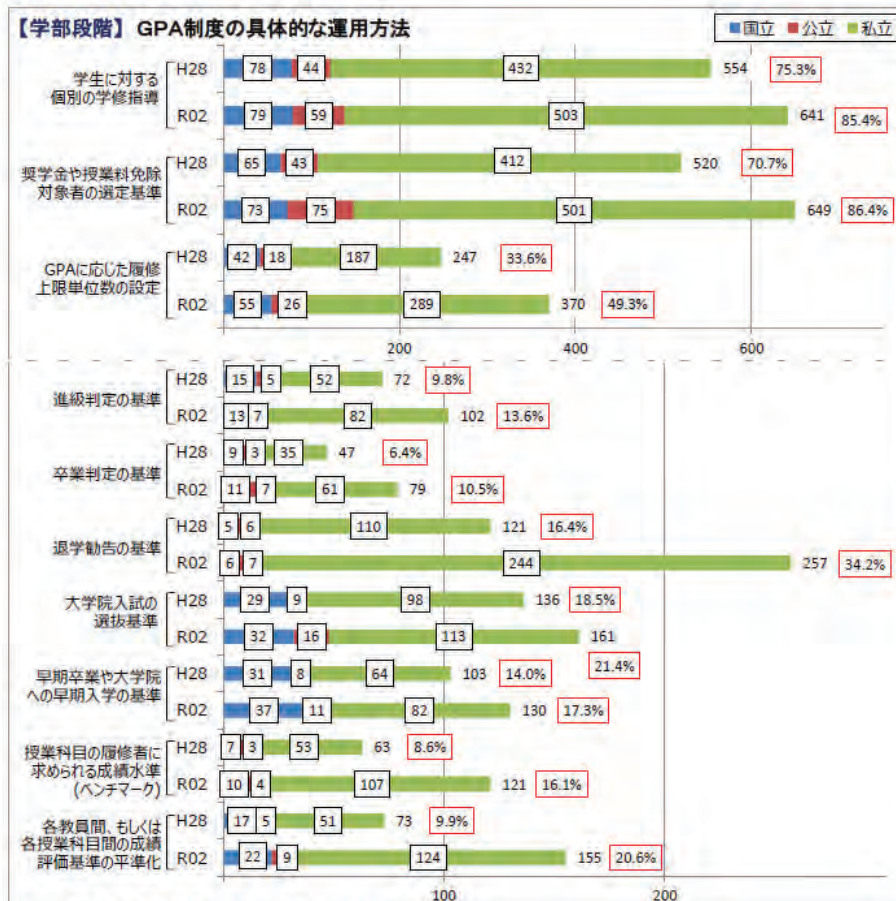 【学部段階】 GPA制度の具体的な運用方法
国立 公立 私立
学生に対する
個別の学修指導
H28 78 44 432 554 75.3%
R02 79 59 503 641 85.4%
奨学金や授業料免除
対象者の選定基準
H28 65 43 412 520 70.7%
R02 73 75 501 649 86.4%
GPAに応じた履修
上限単位数の設定
H28 42 18 187 247 33.6%
R02 55 26 289 370 49.3%
200 400 600
進級判定の基準
H28 15 5 52 72 9.8%
R02 13 7 82 102 13.6%
卒業判定の基準
H28 9 3 35 47 6.4%
R02 11 7 61 79 10.5%
退学勧告の基準
H28 5 6 110 121 16.4%
R02 6 7 244 257 34.2%
大学院入試の
選抜基準
H28 29 9 98 136 18.5%
R02 32 16 113 161
21.4%
早期卒業や大学院
への早期入学の基準
H28 31 8 64 103 14.0%
R02 37 11 82 130 17.3%
授業科目の履修者に
求められる成績水準
(ベンチマーク)
H28 7 3 53 63 8.6%
R02 10 4 107 121 16.1%
各教員間、もしくは
各授業科目間の成績
評価基準の平準化
H28 17 5 51 73 9.9%
R02 22 9 124 155 20.6%
100 200